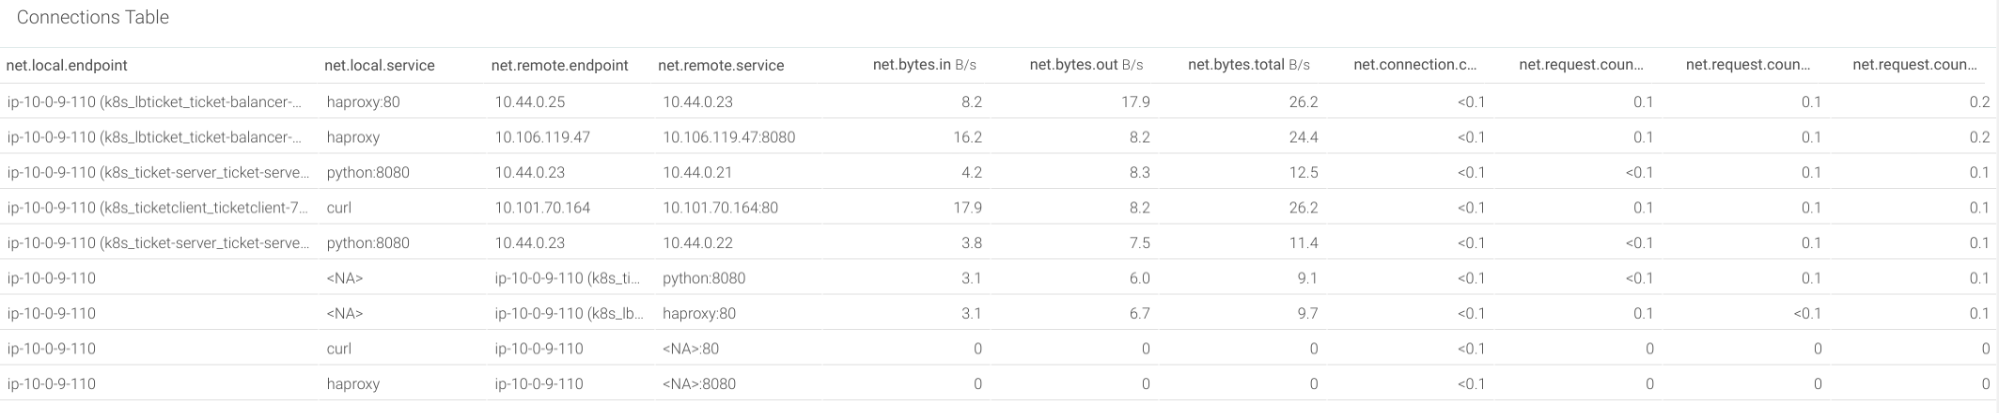 Connections Table
net.local.endpoint net.local.service net.remote.endpoint net.remote.service net.bytes.in B/s net.bytes.out B/s net.bytes.total B/s net.connection.c... net.request.coun... net.request.coun... net.request.coun...
ip-10-0-9-110 (k8s_lbticket_ticket-balancer-... haproxy:80 10.44.0.25 10.44.0.23 8.2 17.9 26.2 <0.1 0.1 0.1 0.2
ip-10-0-9-110 (k8s_lbticket_ticket-balancer-... haproxy 10.106.119.47 10.106.119.47:8080 16.2 8.2 24.4 <0.1 0.1 0.1 0.2
ip-10-0-9-110 (k8s_ticket-server_ticket-serve... python:8080 10.44.0.23 10.44.0.21 4.2 8.3 12.5 <0.1 <0.1 0.1 0.1
ip-10-0-9-110 (k8s_ticketclient_ticketclient-7... curl 10.101.70.164 10.101.70.164:80 17.9 8.2 26.2 <0.1 0.1 0.1 0.1
ip-10-0-9-110 (k8s_ticket-server_ticket-serve... python:8080 10.44.0.23 10.44.0.22 3.8 7.5 11.4 <0.1 <0.1 0.1 0.1
ip-10-0-9-110 <NA> ip-10-0-9-110 (k8s_ti... python:8080 3.1 6.0 9.1 <0.1 <0.1 0.1 0.1
ip-10-0-9-110 <NA> ip-10-0-9-110 (k8s_lb... haproxy:80 3.1 6.7 9.7 <0.1 0.1 <0.1 0.1
ip-10-0-9-110 curl ip-10-0-9-110 <NA>:80 0 0 0 <0.1 0 0 0
ip-10-0-9-110 haproxy ip-10-0-9-110 <NA>:8080 0 0 0 <0.1 0 0 0